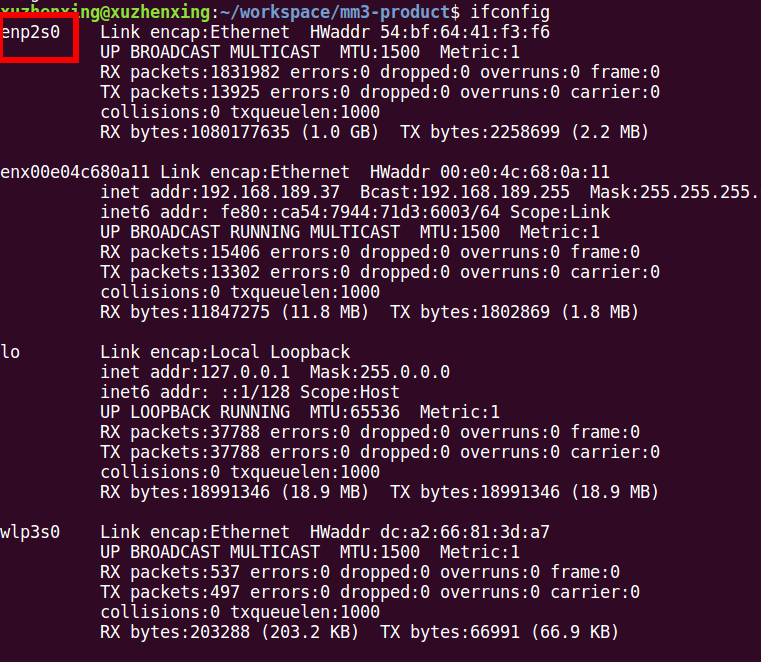 xuzhenxing@xuzhenxing:~/workspace/mm3-product$ ifconfig
enp2s0    Link encap:Ethernet  HWaddr 54:bf:64:41:f3:f6
          UP BROADCAST MULTICAST  MTU:1500  Metric:1
          RX packets:1831982 errors:0 dropped:0 overruns:0 frame:0
          TX packets:13925 errors:0 dropped:0 overruns:0 carrier:0
          collisions:0 txqueuelen:1000
          RX bytes:1080177635 (1.0 GB)  TX bytes:2258699 (2.2 MB)

enx00e04c680a11 Link encap:Ethernet  HWaddr 00:e0:4c:68:0a:11
          inet addr:192.168.189.37  Bcast:192.168.189.255  Mask:255.255.255.
          inet6 addr: fe80::ca54:7944:71d3:6003/64 Scope:Link
          UP BROADCAST RUNNING MULTICAST  MTU:1500  Metric:1
          RX packets:15406 errors:0 dropped:0 overruns:0 frame:0
          TX packets:13302 errors:0 dropped:0 overruns:0 carrier:0
          collisions:0 txqueuelen:1000
          RX bytes:11847275 (11.8 MB)  TX bytes:1802869 (1.8 MB)

lo        Link encap:Local Loopback
          inet addr:127.0.0.1  Mask:255.0.0.0
          inet6 addr: ::1/128 Scope:Host
          UP LOOPBACK RUNNING  MTU:65536  Metric:1
          RX packets:37788 errors:0 dropped:0 overruns:0 frame:0
          TX packets:37788 errors:0 dropped:0 overruns:0 carrier:0
          collisions:0 txqueuelen:1000
          RX bytes:18991346 (18.9 MB)  TX bytes:18991346 (18.9 MB)

wlp3s0    Link encap:Ethernet  HWaddr dc:a2:66:81:3d:a7
          UP BROADCAST MULTICAST  MTU:1500  Metric:1
          RX packets:537 errors:0 dropped:0 overruns:0 frame:0
          TX packets:497 errors:0 dropped:0 overruns:0 carrier:0
          collisions:0 txqueuelen:1000
          RX bytes:203288 (203.2 KB)  TX bytes:66991 (66.9 KB)